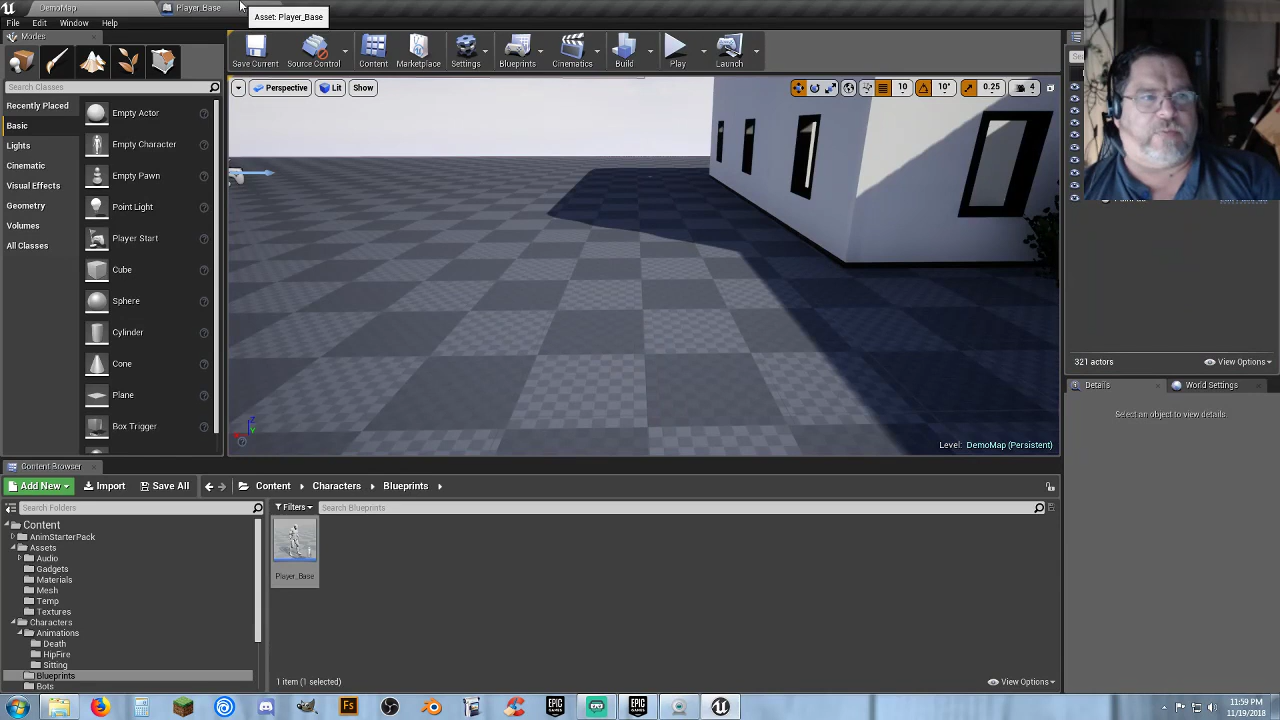 DemoMap
Player_Base
Asset: Player_Base
File Edit Window Help
Modes
Search Classes
Recently Placed
Basic
Lights
Cinematic
Visual Effects
Geometry
Volumes
All Classes
Empty Actor
Empty Character
Empty Pawn
Point Light
Player Start
Cube
Sphere
Cylinder
Cone
Plane
Box Trigger
Save Current
Source Control
Content
Marketplace
Settings
Blueprints
Cinematics
Build
Play
Launch
Perspective
Lit
Show
10
10°
0.25
4
Level: DemoMap (Persistent)
321 actors
View Options
Details
World Settings
Select an object to view details.
Content Browser
Add New
Import
Save All
Content
Characters
Blueprints
Search Folders
Filters
Search Blueprints
Content
AnimStarterPack
Assets
Audio
Gadgets
Materials
Mesh
Temp
Textures
Characters
Animations
Death
HipFire
Sitting
Blueprints
Bots
Player_Base
1 item (1 selected)
View Options
Fs
EPIC
GAMES
EPIC
GAMES
11:59 PM
11/19/2018